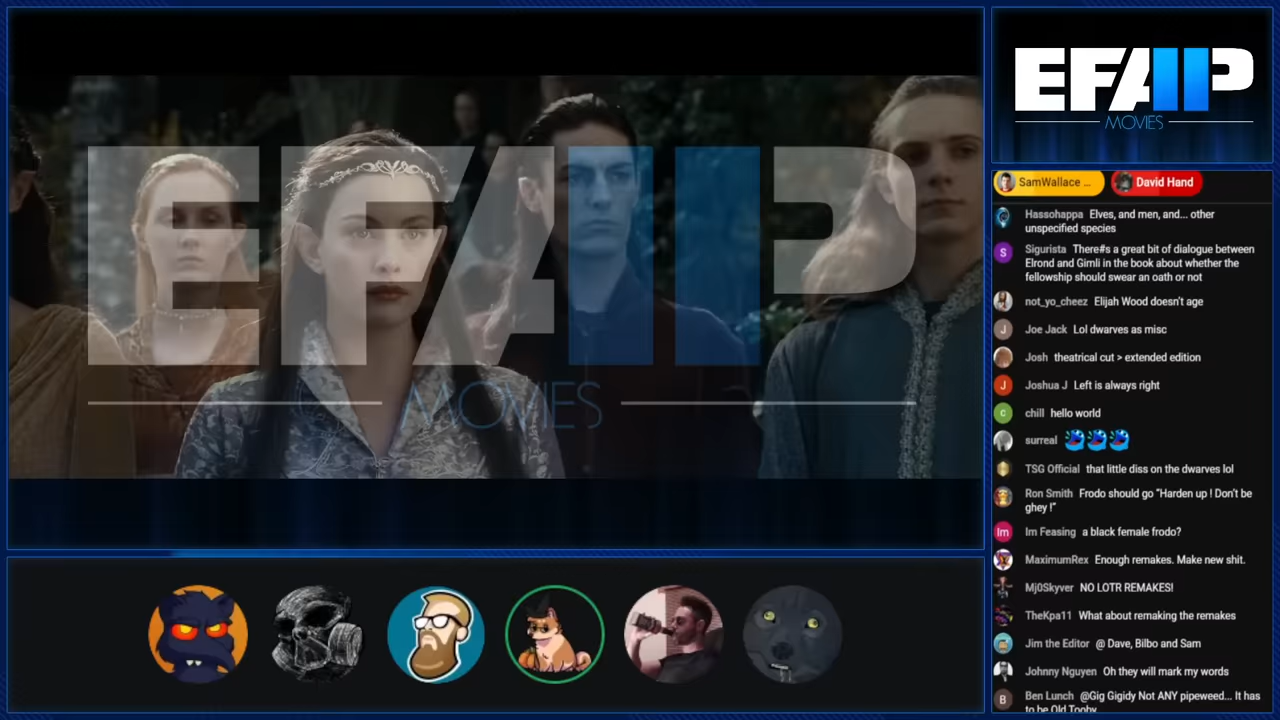 EFAIIP
MOVIES
EFAIIP
MOVIES
SamWallace ...
David Hand
Hassohappa Elves, and men, and... other
unspecified species
S
Sigurista There#s a great bit of dialogue between
Elrond and Gimli in the book about whether the
fellowship should swear an oath or not
not_yo_cheez Elijah Wood doesn't age
J
Joe Jack Lol dwarves as misc
Josh theatrical cut > extended edition
J
Joshua J Left is always right
c
chill hello world
surreal
TSG Official that little diss on the dwarves lol
Ron Smith Frodo should go "Harden up ! Don't be
ghey !"
Im
Im Feasing a black female frodo?
MaximumRex Enough remakes. Make new shit.
Mj0Skyver NO LOTR REMAKES!
TheKpa11 What about remaking the remakes
Jim the Editor @ Dave, Bilbo and Sam
Johnny Nguyen Oh they will mark my words
B
Ben Lunch @Gig Gigidy Not ANY pipeweed... It has
to be Old Tooby